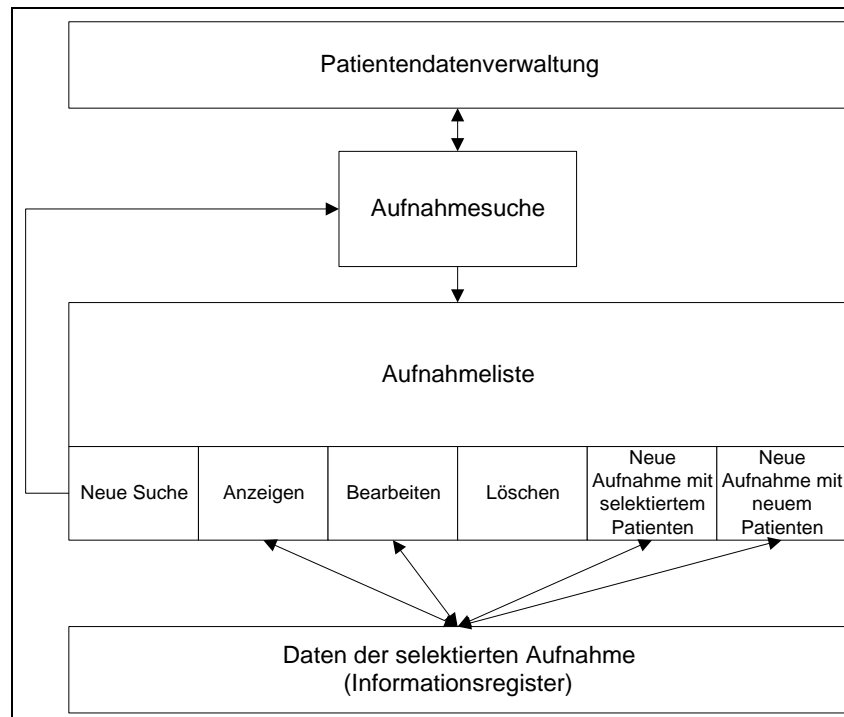 Patientendatenverwaltung
Aufnahmesuche
Aufnahmeliste
Neue Suche
Anzeigen
Bearbeiten
Löschen
Neue
Aufnahme mit
selektiertem
Patienten
Neue
Aufnahme mit
neuem
Patienten
Daten der selektierten Aufnahme
(Informationsregister)